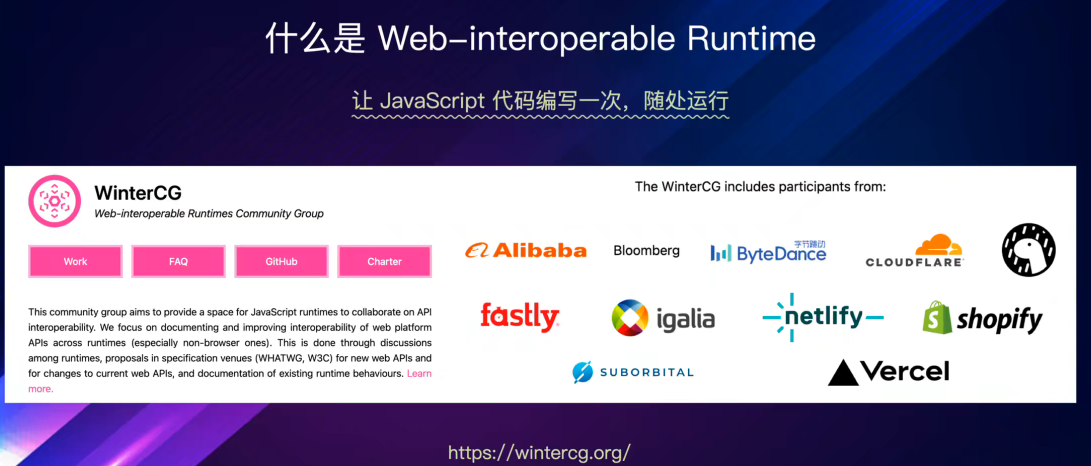 什么是 Web-interoperable Runtime
让 JavaScript 代码编写一次，随处运行
WinterCG
Web-interoperable Runtimes Community Group
Work
FAQ
GitHub
Charter
This community group aims to provide a space for JavaScript runtimes to collaborate on API
interoperability. We focus on documenting and improving interoperability of web platform
APIs across runtimes (especially non-browser ones). This is done through discussions
among runtimes, proposals in specification venues (WHATWG, W3C) for new web APIs and
for changes to current web APIs, and documentation of existing runtime behaviours. Learn
more.
The WinterCG includes participants from:
Alibaba
Bloomberg
字节跳动
ByteDance
CLOUDFLARE
fastly
igalia
netlify
shopify
SUBORBITAL
Vercel
https://wintercg.org/